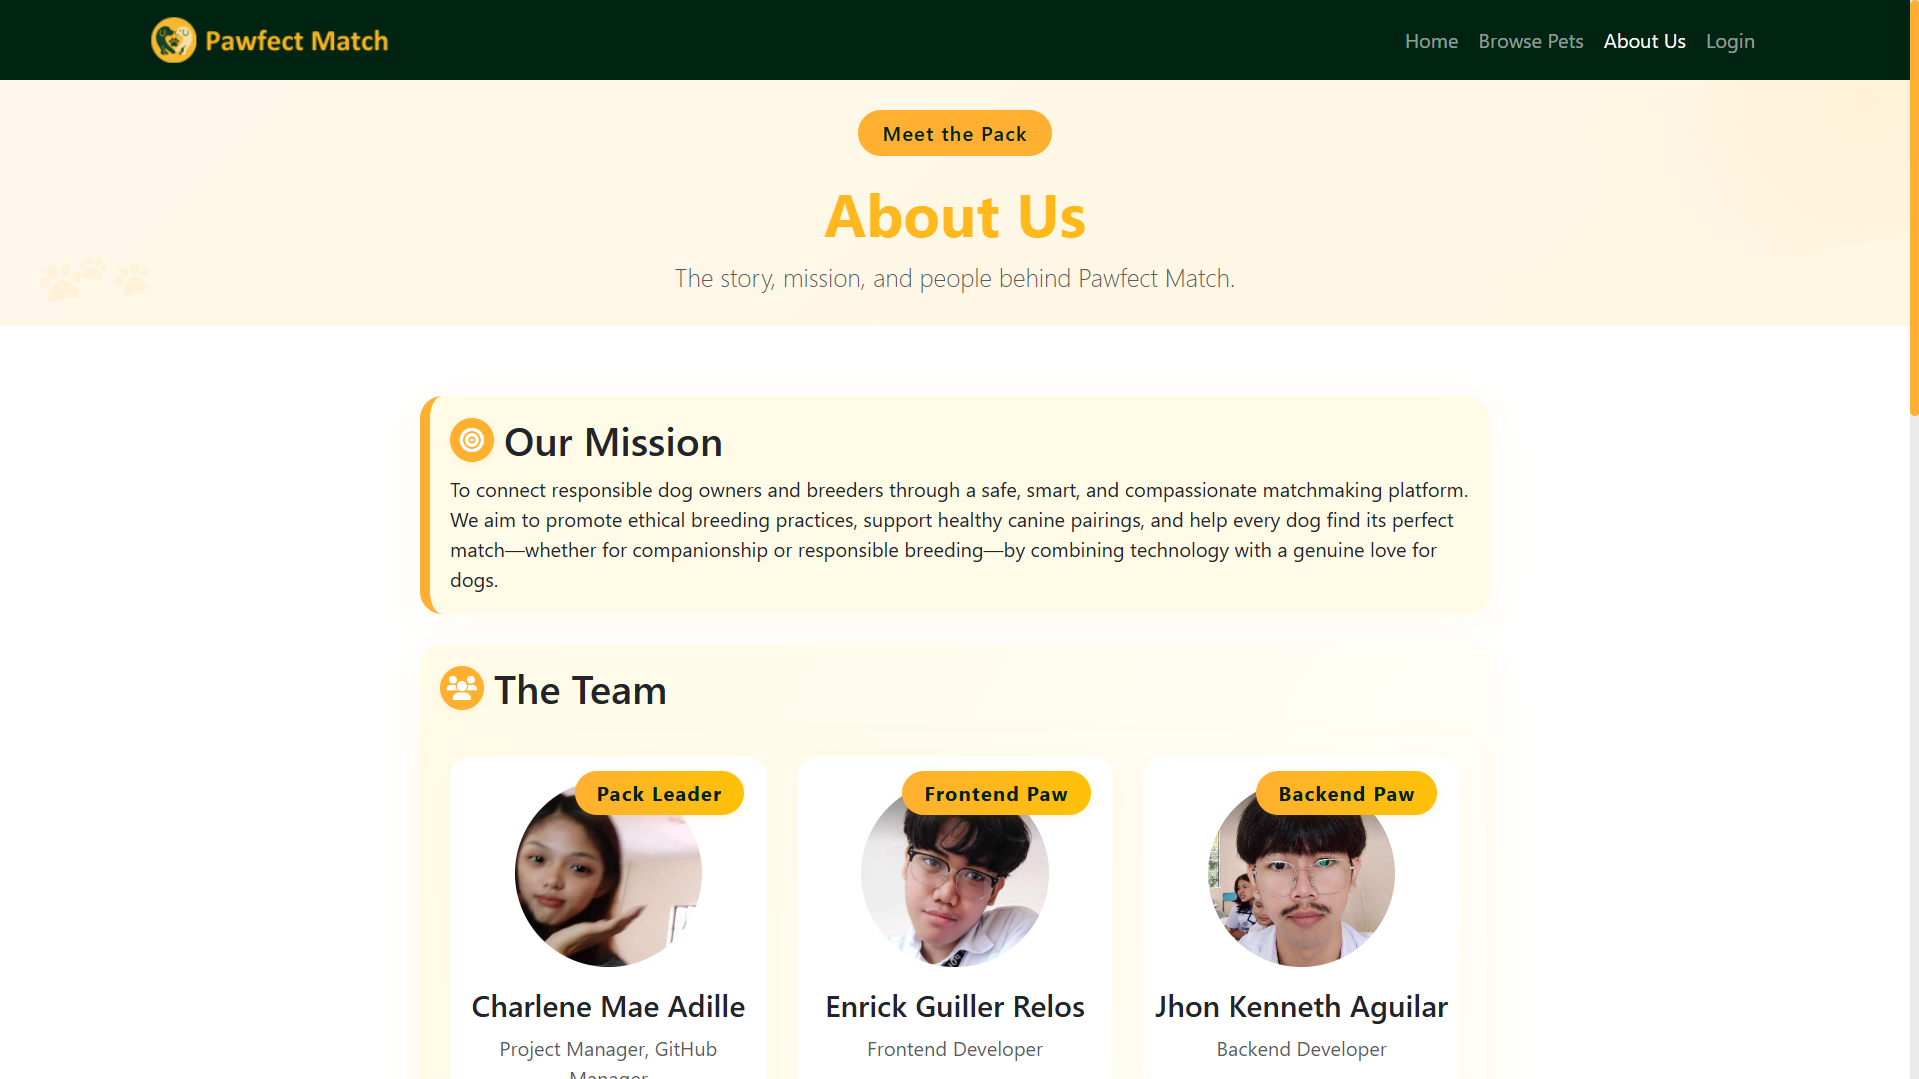 Pawfect Match
Home Browse Pets About Us Login
Meet the Pack
About Us
The story, mission, and people behind Pawfect Match.
Our Mission
To connect responsible dog owners and breeders through a safe, smart, and compassionate matchmaking platform.
We aim to promote ethical breeding practices, support healthy canine pairings, and help every dog find its perfect
match—whether for companionship or responsible breeding—by combining technology with a genuine love for
dogs.
The Team
Pack Leader
Charlene Mae Adille
Project Manager, GitHub
Manager
Frontend Paw
Enrick Guiller Relos
Frontend Developer
Backend Paw
Jhon Kenneth Aguilar
Backend Developer